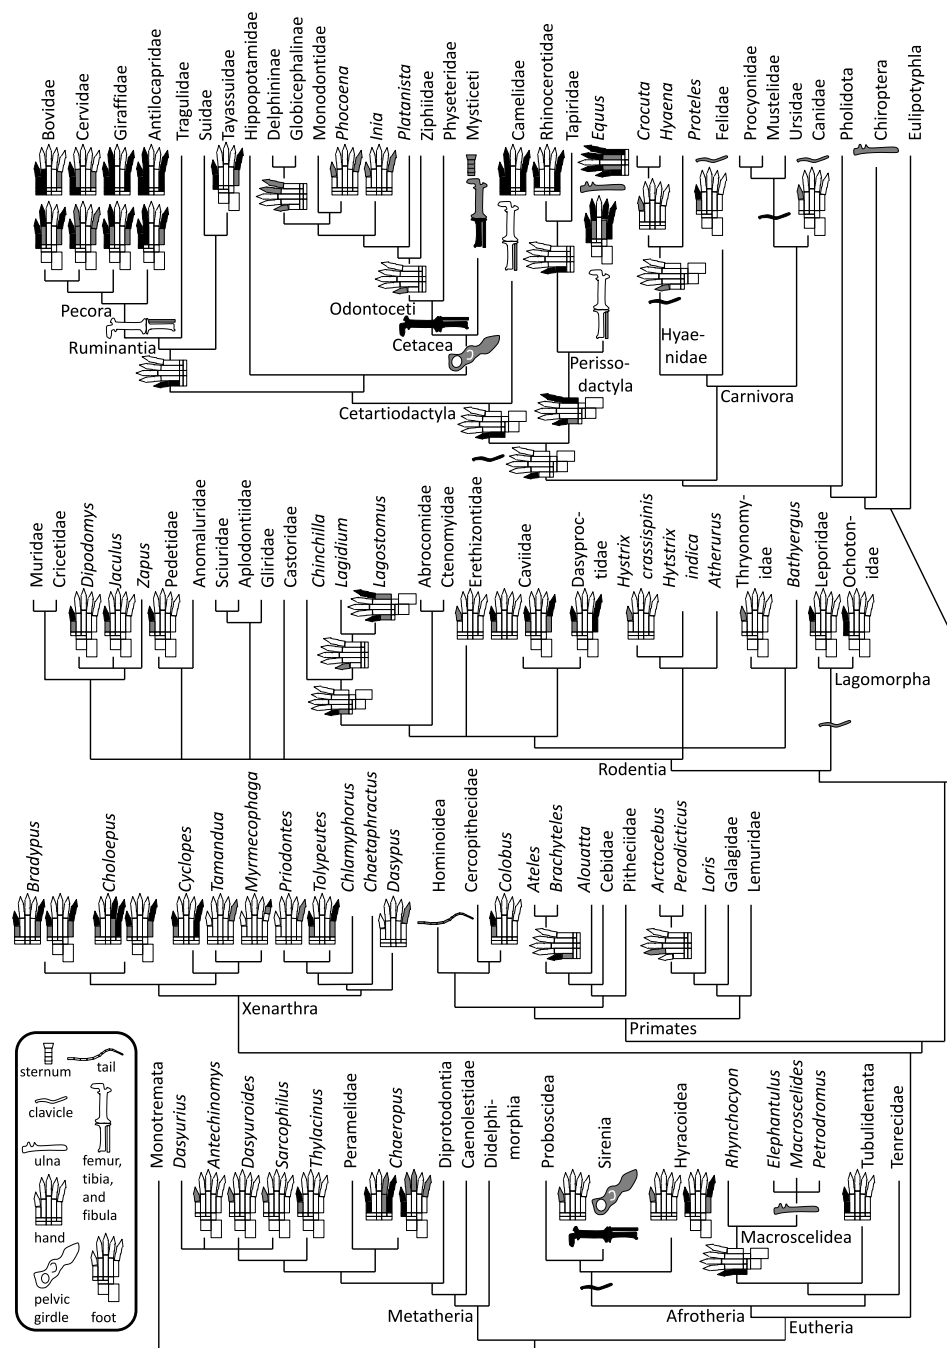 Bovidae
Cervidae
Giraffidae
Antilocapridae
Tragulidae
Suidae
Tayassuidae
Hippopotamidae
Delphininae
Globicephalinae
Monodontidae
Phocoena
Inia
Platanista
Ziphiidae
Physeteridae
Mysticeti
Camelidae
Rhinocerotidae
Tapiridae
Equus
Crocuta
Hyaena
Proteles
Felidae
Procyonidae
Mustelidae
Ursidae
Canidae
Pholidota
Chiroptera
Eulipotyphla
Pecora
Ruminantia
Odontoceti
Cetacea
Cetartiodactyla
Perisso-
dactyla
Hyae-
nidae
Carnivora
Muridae
Cricetidae
Dipodomys
Jaculus
Zapus
Pedetidae
Anomaluridae
Sciuridae
Aplodontiidae
Gliridae
Castoridae
Chinchilla
Lagidium
Lagostomus
Abrocomidae
Ctenomyidae
Erethizontidae
Caviidae
Dasyproc-
tidae
Hystrix
crassispinis
Hytstrix
indica
Atherurus
Thryonomy-
idae
Bathyergus
Leporidae
Ochoton-
idae
Lagomorpha
Rodentia
Bradypus
Choloepus
Cyclopes
Tamandua
Myrmecophaga
Priodontes
Tolypeutes
Chlamyphorus
Chaetaphractus
Dasypus
Hominoidea
Cercopithecidae
Colobus
Ateles
Brachyteles
Alouatta
Cebidae
Pitheciidae
Arctocebus
Perodicticus
Loris
Galagidae
Lemuridae
Xenarthra
Primates
sternum
tail
clavicle
ulna
femur,
tibia,
and
fibula
hand
pelvic
girdle
foot
Monotremata
Dasyurius
Antechinomys
Dasyuroides
Sarcophilus
Thylacinus
Peramelidae
Chaeropus
Diprotodontia
Caenolestidae
Didelphi-
morphia
Proboscidea
Sirenia
Hyracoidea
Rhynchocyon
Elephantulus
Macroscelides
Petrodromus
Tubulidentata
Tenrecidae
Macroscelidea
Metatheria
Afrotheria
Eutheria